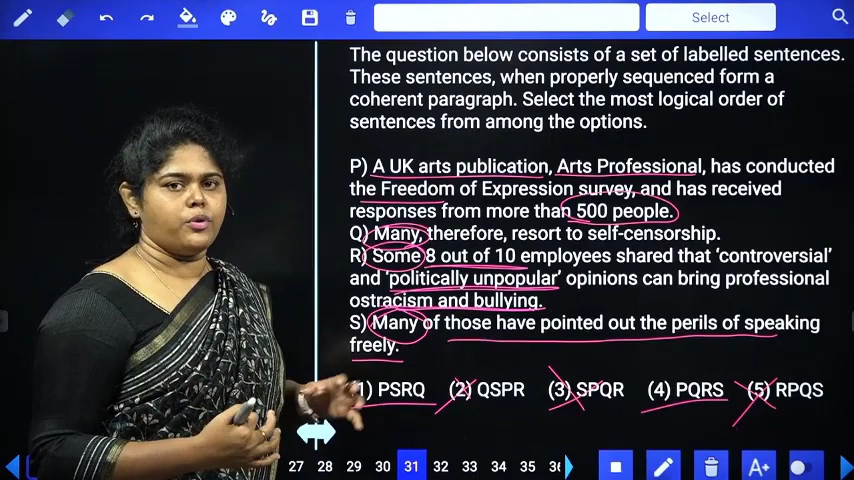 Select
The question below consists of a set of labelled sentences.
These sentences, when properly sequenced form a
coherent paragraph. Select the most logical order of
sentences from among the options.
P) A UK arts publication, Arts Professional, has conducted
the Freedom of Expression survey, and has received
responses from more than 500 people.
Q) Many, therefore, resort to self-censorship.
R) Some 8 out of 10 employees shared that ‘controversial’
and ‘politically unpopular’ opinions can bring professional
ostracism and bullying.
S) Many of those have pointed out the perils of speaking
freely.
(1) PSRQ (2) QSPR (3) SPQR (4) PQRS (5) RPQS
27 28 29 30 31 32 33 34 35 36
A+